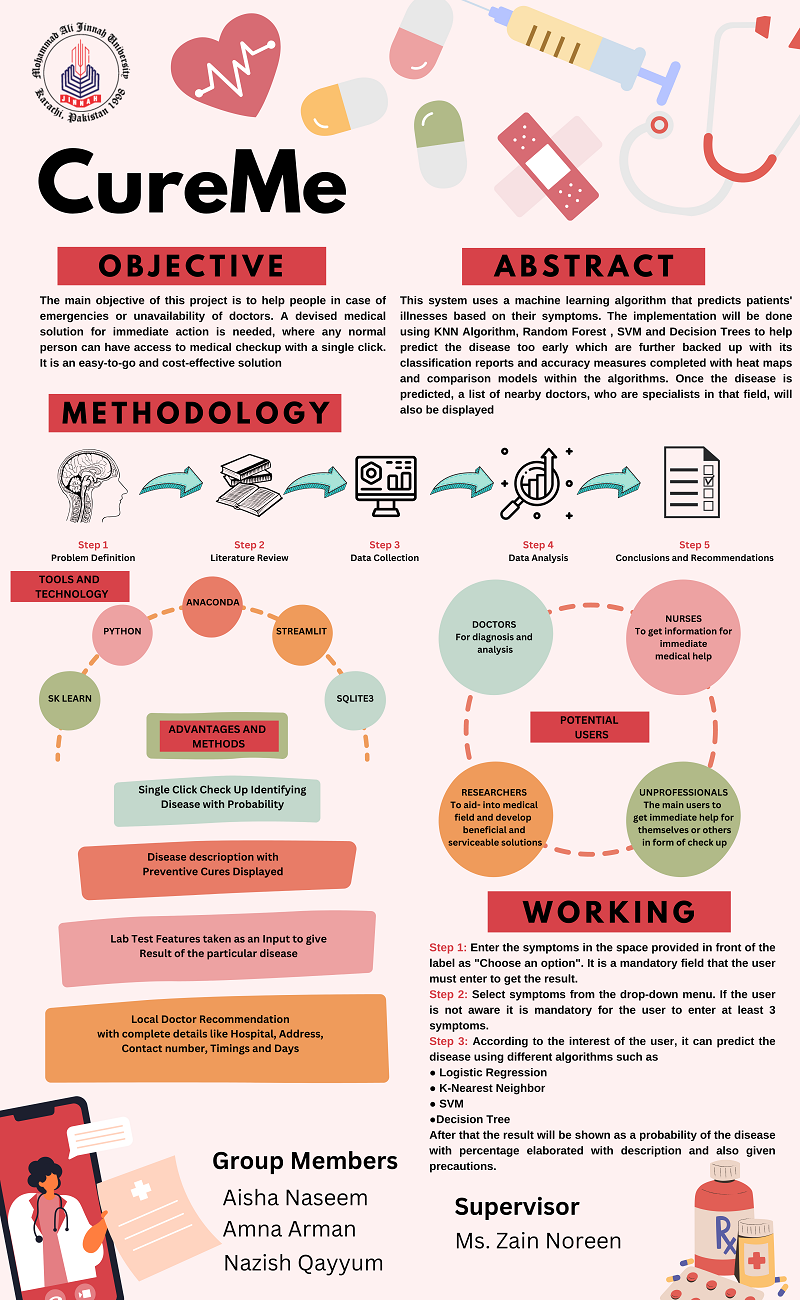 Mohammad Ali Jinnah University
JINNAH
Karachi, Pakistan 1998
CureMe
OBJECTIVE
The main objective of this project is to help people in case of
emergencies or unavailability of doctors. A devised medical
solution for immediate action is needed, where any normal
person can have access to medical checkup with a single click.
It is an easy-to-go and cost-effective solution
ABSTRACT
This system uses a machine learning algorithm that predicts patients'
illnesses based on their symptoms. The implementation will be done
using KNN Algorithm, Random Forest , SVM and Decision Trees to help
predict the disease too early which are further backed up with its
classification reports and accuracy measures completed with heat maps
and comparison models within the algorithms. Once the disease is
predicted, a list of nearby doctors, who are specialists in that field, will
also be displayed
METHODOLOGY
Step 1
Problem Definition
Step 2
Literature Review
Step 3
Data Collection
Step 4
Data Analysis
Step 5
Conclusions and Recommendations
TOOLS AND
TECHNOLOGY
SK LEARN
PYTHON
ANACONDA
STREAMLIT
SQLITE3
ADVANTAGES AND
METHODS
Single Click Check Up Identifying
Disease with Probability
Disease descrioption with
Preventive Cures Displayed
Lab Test Features taken as an Input to give
Result of the particular disease
Local Doctor Recommendation
with complete details like Hospital, Address,
Contact number, Timings and Days
DOCTORS
For diagnosis and
analysis
NURSES
To get information for
immediate
medical help
POTENTIAL
USERS
RESEARCHERS
To aid- into medical
field and develop
beneficial and
serviceable solutions
UNPROFESSIONALS
The main users to
get immediate help for
themselves or others
in form of check up
WORKING
Step 1: Enter the symptoms in the space provided in front of the
label as "Choose an option". It is a mandatory field that the user
must enter to get the result.
Step 2: Select symptoms from the drop-down menu. If the user
is not aware it is mandatory for the user to enter at least 3
symptoms.
Step 3: According to the interest of the user, it can predict the
disease using different algorithms such as
● Logistic Regression
● K-Nearest Neighbor
● SVM
●Decision Tree
After that the result will be shown as a probability of the disease
with percentage elaborated with description and also given
precautions.
Group Members
Aisha Naseem
Amna Arman
Nazish Qayyum
Supervisor
Ms. Zain Noreen
Rx